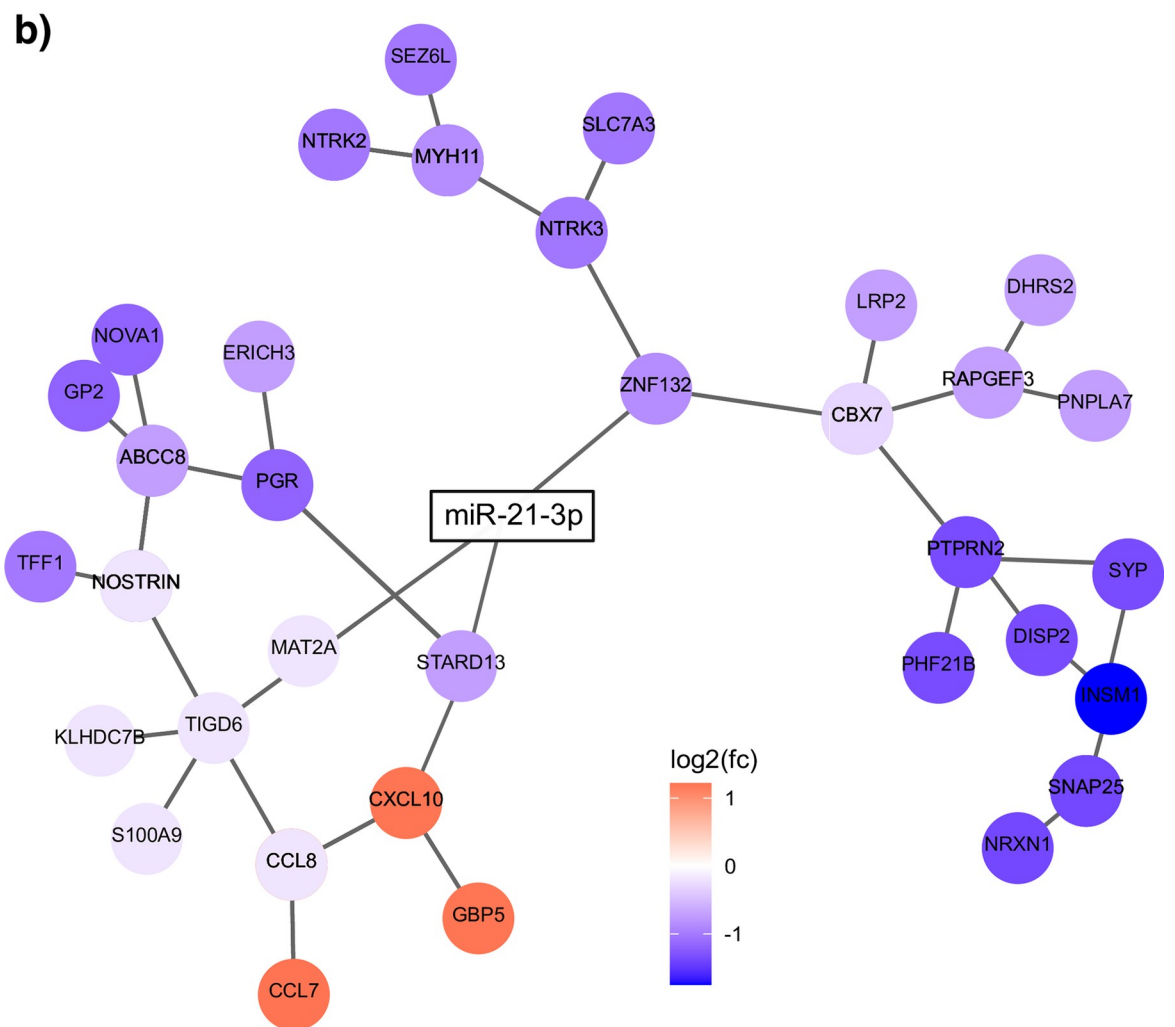 b)
SEZ6L
SLC7A3
NTRK2
MYH11
NTRK3
DHRS2
LRP2
NOVA1
ERICH3
GP2
ZNF132
RAPGEF3
PNPLA7
CBX7
ABCC8
PGR
miR-21-3p
PTPRN2
SYP
TFF1
NOSTRIN
DISP2
MAT2A
STARD13
PHF21B
INSM1
TIGD6
KLHDC7B
log2(fc)
SNAP25
1
CXCL10
S100A9
NRXN1
CCL8
0
GBP5
-1
CCL7